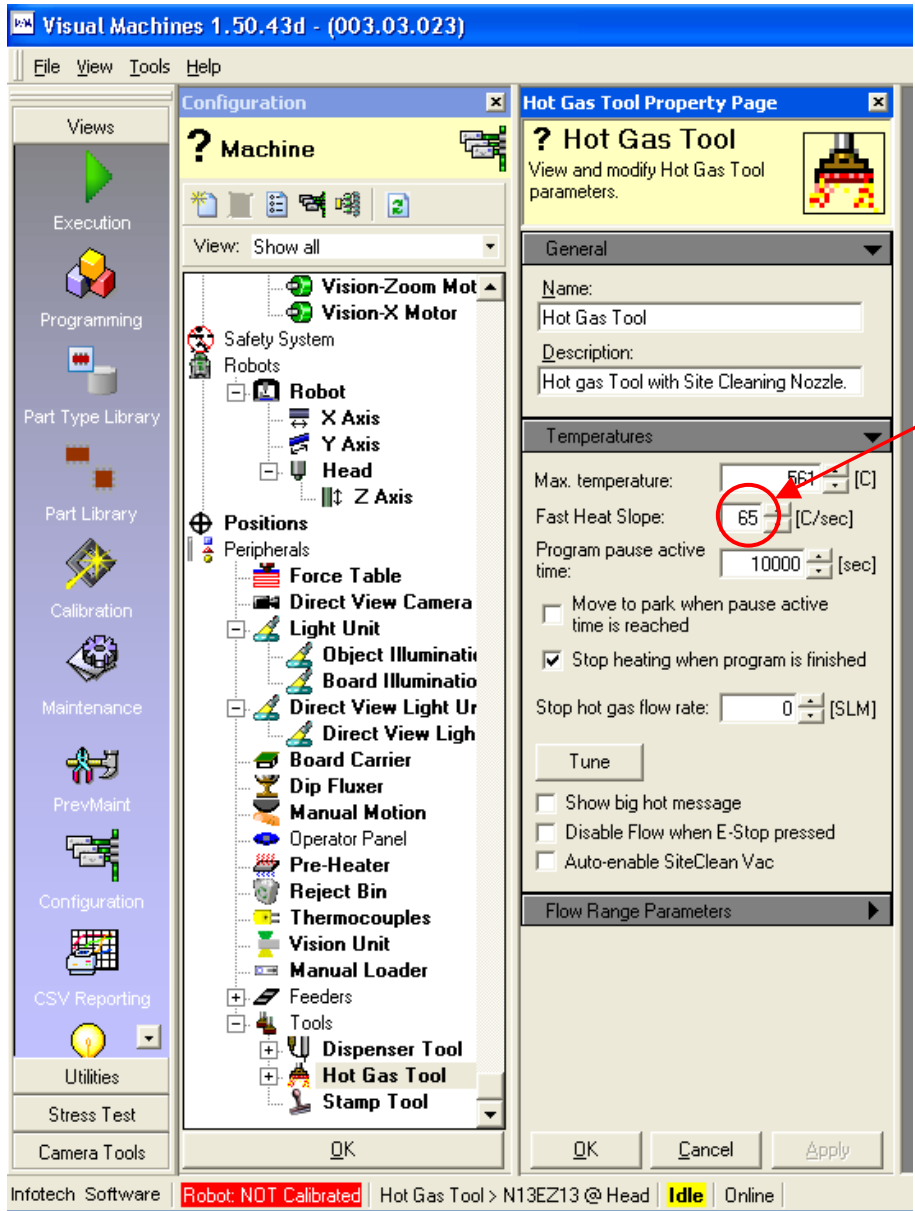 Visual Machines 1.50.43d - (003.03.023)
File View Tools Help
Views
Execution
Programming
Part Type Library
Part Library
Calibration
Maintenance
PrevMaint
Configuration
CSV Reporting
Utilities
Stress Test
Camera Tools
Configuration
? Machine
View: Show all
Vision-Zoom Mot
Vision-X Motor
Safety System
Robots
Robot
X Axis
Y Axis
Head
Z Axis
Positions
Peripherals
Force Table
Direct View Camera
Light Unit
Object Illuminati
Board Illuminatio
Direct View Light Ur
Direct View Ligh
Board Carrier
Dip Fluxer
Manual Motion
Operator Panel
Pre-Heater
Reject Bin
Thermocouples
Vision Unit
Manual Loader
Feeders
Tools
Dispenser Tool
Hot Gas Tool
Stamp Tool
OK
Hot Gas Tool Property Page
? Hot Gas Tool
View and modify Hot Gas Tool
parameters.
General
Name:
Hot Gas Tool
Description:
Hot gas Tool with Site Cleaning Nozzle.
Temperatures
Max. temperature: 561 [C]
Fast Heat Slope: 65 [C/sec]
Program pause active
time: 10000 [sec]
Move to park when pause active
time is reached
Stop heating when program is finished
Stop hot gas flow rate: 0 [SLM]
Tune
Show big hot message
Disable Flow when E-Stop pressed
Auto-enable SiteClean Vac
Flow Range Parameters
OK Cancel Apply
Infotech Software Robot: NOT Calibrated Hot Gas Tool > N13EZ13 @ Head Idle Online